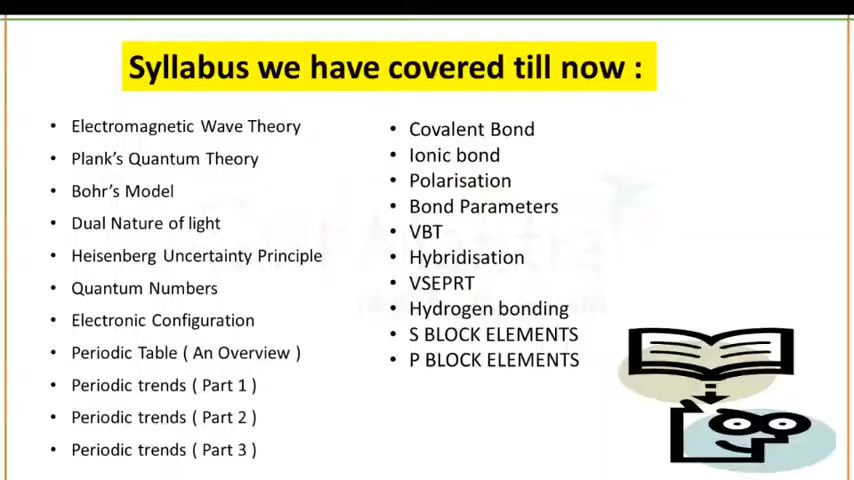 Syllabus we have covered till now :
• Electromagnetic Wave Theory
• Plank's Quantum Theory
• Bohr's Model
• Dual Nature of light
• Heisenberg Uncertainty Principle
• Quantum Numbers
• Electronic Configuration
• Periodic Table ( An Overview )
• Periodic trends ( Part 1 )
• Periodic trends ( Part 2 )
• Periodic trends ( Part 3 )
• Covalent Bond
• Ionic bond
• Polarisation
• Bond Parameters
• VBT
• Hybridisation
• VSEPRT
• Hydrogen bonding
• S BLOCK ELEMENTS
• P BLOCK ELEMENTS